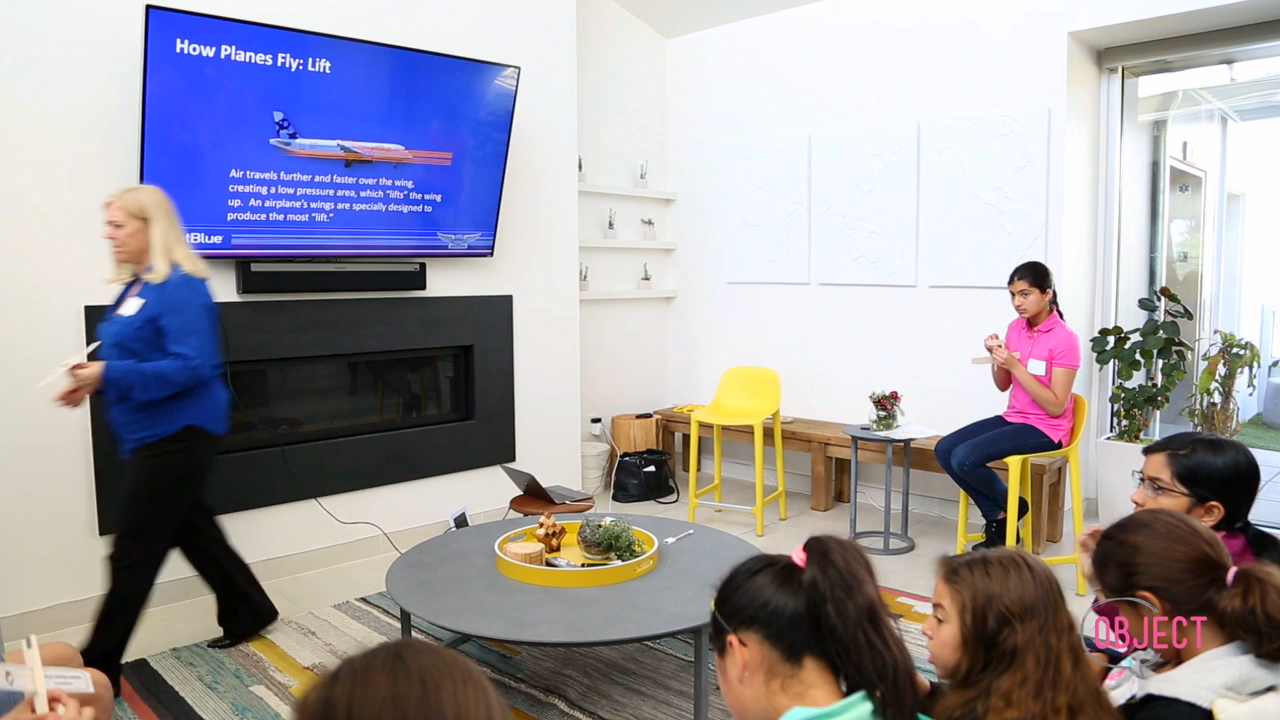 How Planes Fly: Lift
Air travels further and faster over the wing,
creating a low pressure area, which "lifts" the wing
up. An airplane's wings are specially designed to
produce the most "lift."
tBlue
OBJECT